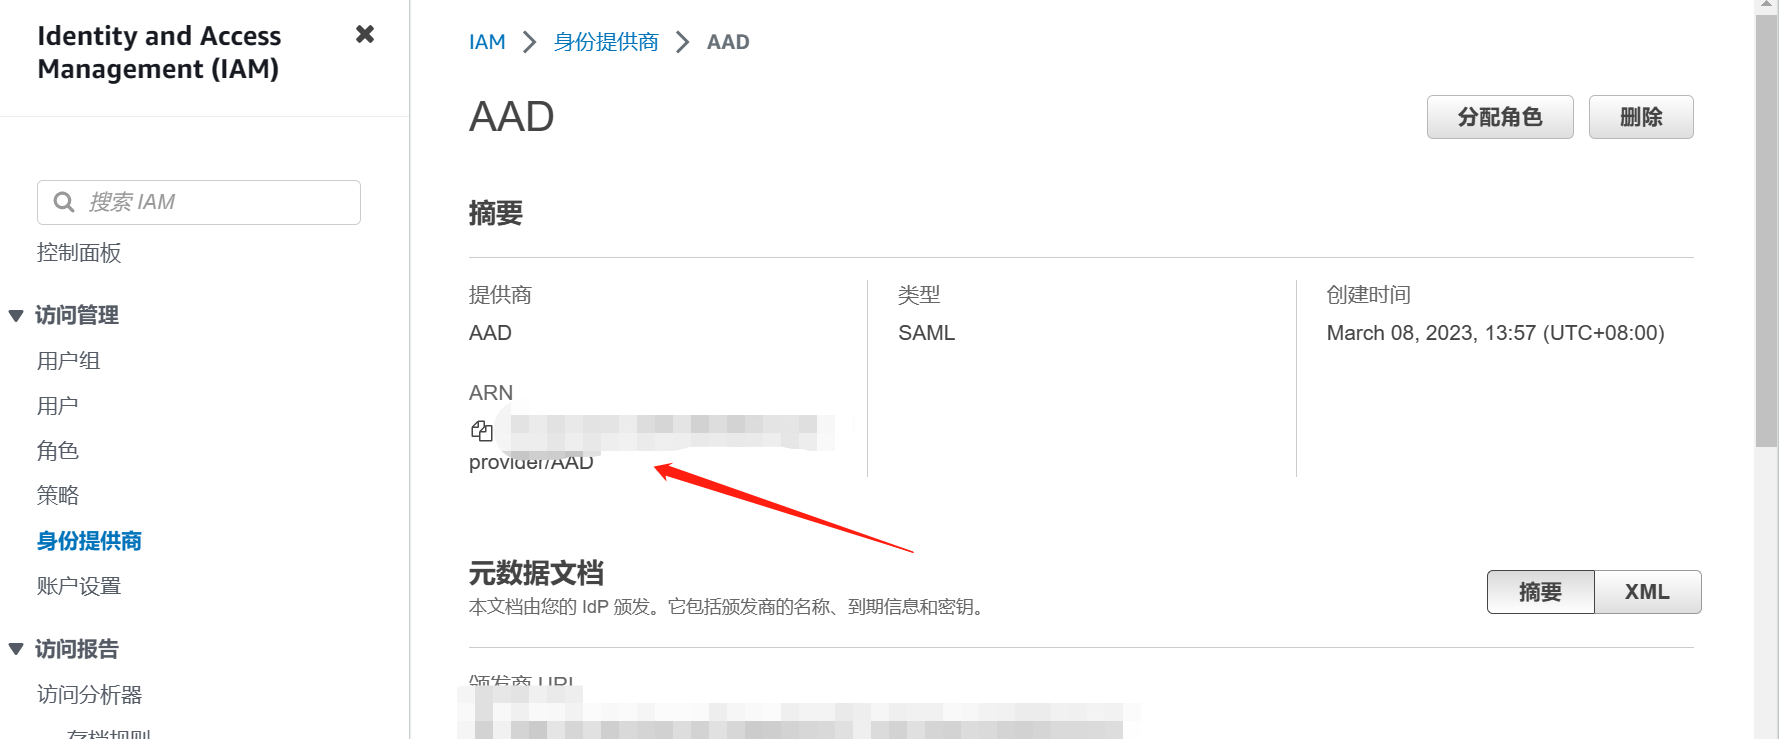 Identity and Access
Management (IAM)
搜索 IAM
控制面板
访问管理
用户组
用户
角色
策略
身份提供商
账户设置
访问报告
访问分析器
存档规则
IAM
身份提供商
AAD
AAD
分配角色
删除
摘要
提供商
AAD
ARN
provider/AAD
类型
SAML
创建时间
March 08, 2023, 13:57 (UTC+08:00)
元数据文档
本文档由您的 IdP 颁发。它包括颁发商的名称、到期信息和密钥。
摘要
XML
颁发商 URL